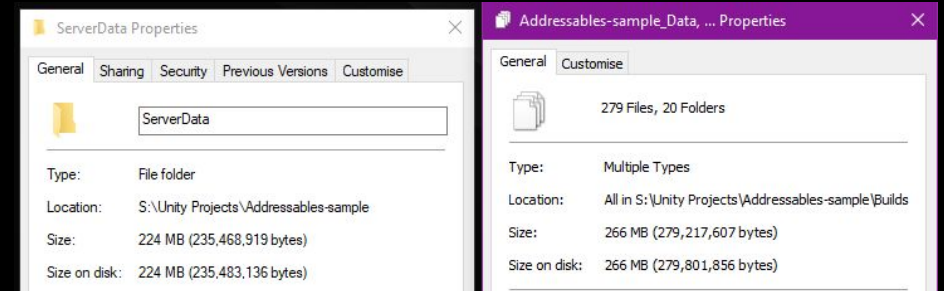 ServerData Properties
General Sharing Security Previous Versions Customise
ServerData
Type: File folder
Location: S:\Unity Projects\Addressables-sample
Size: 224 MB (235,468,919 bytes)
Size on disk: 224 MB (235,483,136 bytes)
Addressables-sample_Data, ... Properties
General Customise
279 Files, 20 Folders
Type: Multiple Types
Location: All in S:\Unity Projects\Addressables-sample\Builds
Size: 266 MB (279,217,607 bytes)
Size on disk: 266 MB (279,801,856 bytes)